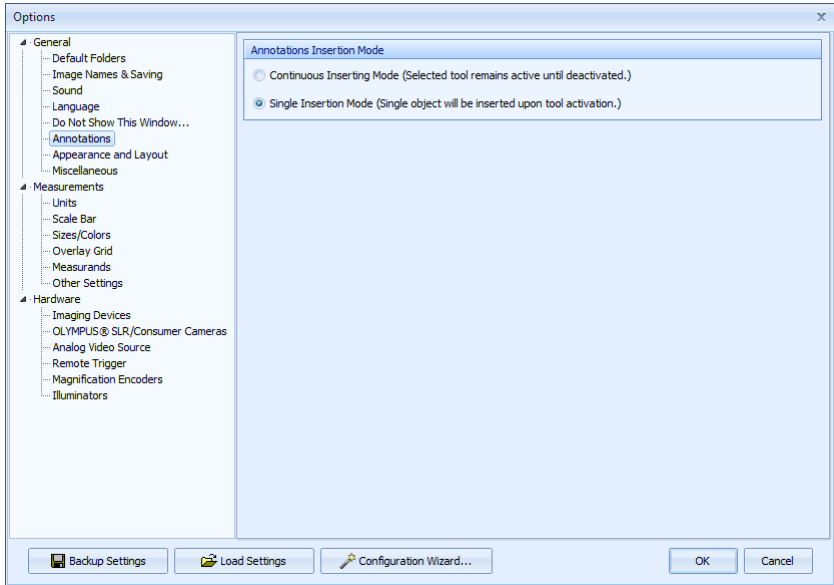 Options
General
Default Folders
Image Names & Saving
Sound
Language
Do Not Show This Window...
Annotations
Appearance and Layout
Miscellaneous
Measurements
Units
Scale Bar
Sizes/Colors
Overlay Grid
Measurands
Other Settings
Hardware
Imaging Devices
OLYMPUS® SLR/Consumer Cameras
Analog Video Source
Remote Trigger
Magnification Encoders
Illuminators
Annotations Insertion Mode
Continuous Inserting Mode (Selected tool remains active until deactivated.)
Single Insertion Mode (Single object will be inserted upon tool activation.)
Backup Settings
Load Settings
Configuration Wizard...
OK
Cancel